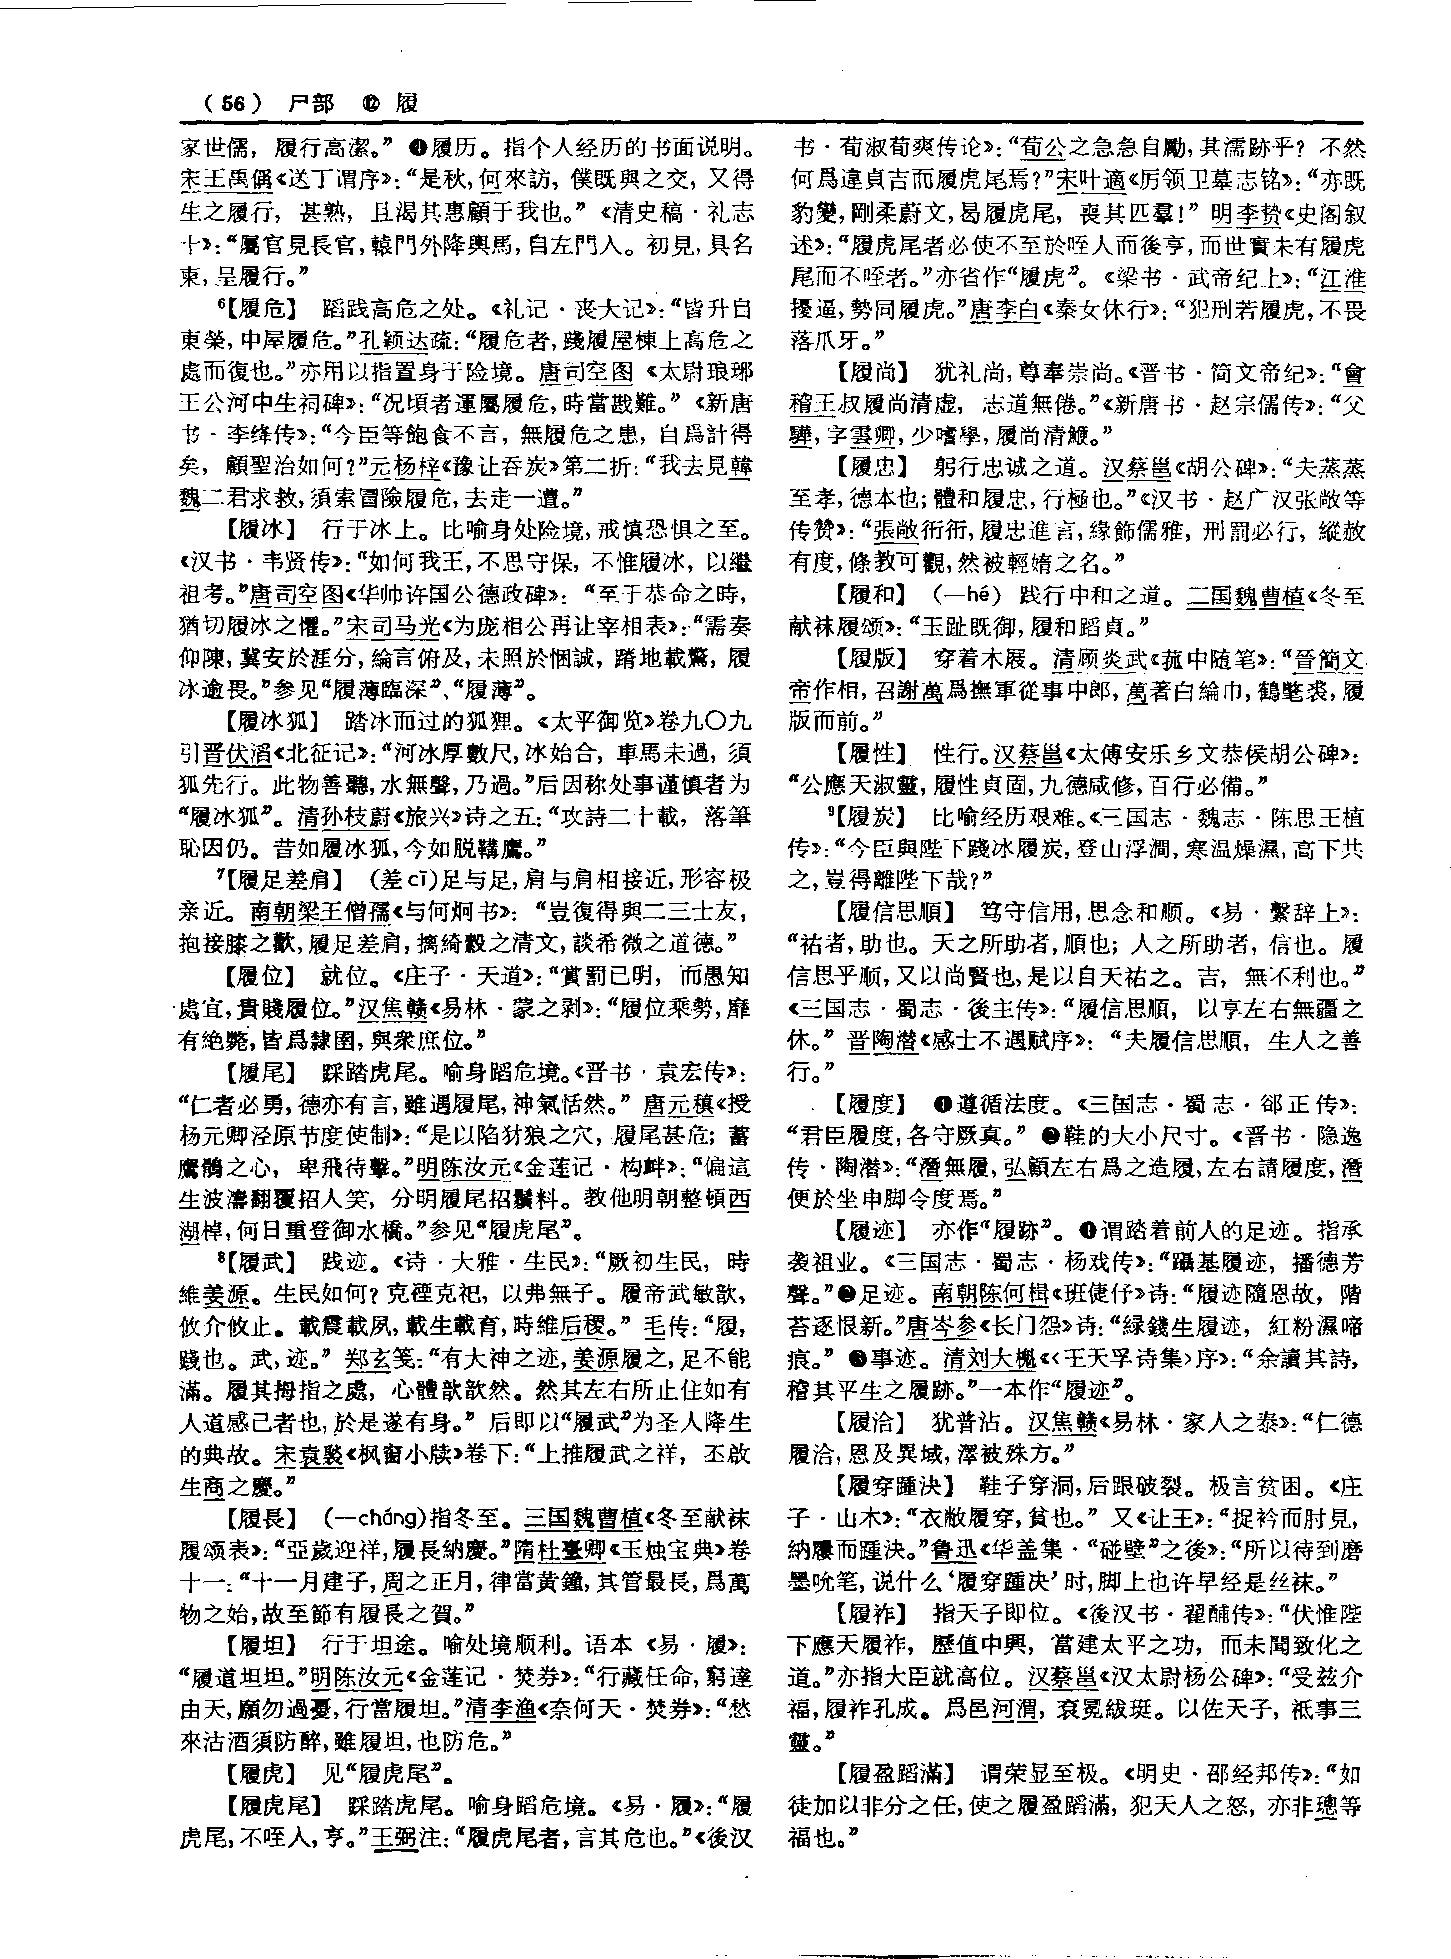 （56） 尸部 ⑫ 履
家世儒，履行高潔。”❹履历。指个人经历的书面说明。
宋王禹偁《送丁谓序》：“是秋，何來訪，僕既與之交，又得
生之履行，甚熟，且渴其惠顧于我也。”《清史稿·礼志
十》：“屬官見長官，轅門外降輿馬，自左門入。初見，具名
柬，呈履行。”
⁶【履危】 蹈践高危之处。《礼记·丧大记》：“皆升自
東榮，中屋履危。”孔颖达疏：“履危者，踐履屋棟上高危之
處而復也。”亦用以指置身于险境。唐司空图《太尉琅琊
王公河中生祠碑》：“况頃者運屬履危，時當戡難。”《新唐
书·李绛传》：“今臣等飽食不言，無履危之患，自爲計得
矣，顧聖治如何？”元杨梓《豫让吞炭》第二折：“我去見韓
魏二君求救，須索冒險履危，去走一遭。”
【履冰】 行于冰上。比喻身处险境，戒慎恐惧之至。
《汉书·韦贤传》：“如何我王，不思守保，不惟履冰，以繼
祖考。”唐司空图《华帅许国公德政碑》：“至于恭命之時，
猶切履冰之懼。”宋司马光《为庞相公再让宰相表》：“需奏
仰陳，冀安於涯分，綸言俯及，未照於悃誠，踏地載驚，履
冰逾畏。”参见“履薄臨深”、“履薄”。
【履冰狐】 踏冰而过的狐狸。《太平御览》卷九〇九
引晋伏滔《北征记》：“河冰厚數尺，冰始合，車馬未過，須
狐先行。此物善聽，水無聲，乃過。”后因称处事谨慎者为
“履冰狐”。清孙枝蔚《旅兴》诗之五：“攻詩二十載，落筆
恥因仍。昔如履冰狐，今如脱鞲鷹。”
⁷【履足差肩】 （差cī）足与足，肩与肩相接近，形容极
亲近。南朝梁王僧孺《与何炯书》：“豈復得與二三士友，
抱接膝之歡，履足差肩，摛綺縠之清文，談希微之道德。”
【履位】 就位。《庄子·天道》：“賞罰已明，而愚知
處宜，貴賤履位。”汉焦赣《易林·蒙之剥》：“履位乘勢，靡
有絶斃，皆爲隸圉，與衆庶位。”
【履尾】 踩踏虎尾。喻身蹈危境。《晋书·袁宏传》：
“仁者必勇，德亦有言，雖遇履尾，神氣恬然。”唐元稹《授
杨元卿泾原节度使制》：“是以陷豺狼之穴，履尾甚危；蓄
鷹鸇之心，卑飛待擊。”明陈汝元《金莲记·构衅》：“偏這
生波濤翻覆招人笑，分明履尾招鬚料。教他明朝整頓西
湖棹，何日重登御水橋。”参见“履虎尾”。
⁸【履武】 践迹。《诗·大雅·生民》：“厥初生民，時
維姜源。生民如何？克禋克祀，以弗無子。履帝武敏歆，
攸介攸止。載震載夙，載生載育，時維后稷。”毛传：“履，
踐也。武，迹。”郑玄笺：“有大神之迹，姜源履之，足不能
滿。履其拇指之處，心體歆歆然。然其左右所止住如有
人道感己者也，於是遂有身。”后即以“履武”为圣人降生
的典故。宋袁褧《枫窗小牍》卷下：“上推履武之祥，丕啟
生商之慶。”
【履長】 （—cháng）指冬至。三国魏曹植《冬至献袜
履颂表》：“亞歲迎祥，履長納慶。”隋杜臺卿《玉烛宝典》卷
十一：“十一月建子，周之正月，律當黄鐘，其管最長，爲萬
物之始，故至節有履長之賀。”
【履坦】 行于坦途。喻处境顺利。语本《易·履》：
“履道坦坦。”明陈汝元《金莲记·焚券》：“行藏任命，窮達
由天，願勿過憂，行當履坦。”清李渔《奈何天·焚券》：“愁
來沽酒須防醉，雖履坦，也防危。”
【履虎】 见“履虎尾”。
【履虎尾】 踩踏虎尾。喻身蹈危境。《易·履》：“履
虎尾，不咥人，亨。”王弼注：“履虎尾者，言其危也。”《後汉
书·荀淑荀爽传论》：“荀公之急急自勵，其濡跡乎？不然
何爲違貞吉而履虎尾焉？”宋叶適《厉领卫墓志铭》：“亦既
豹變，剛柔蔚文，曷履虎尾，喪其匹羣！”明李贽《史阁叙
述》：“履虎尾者必使不至於咥人而後亨，而世實未有履虎
尾而不咥者。”亦省作“履虎”。《梁书·武帝纪上》：“江淮
擾逼，勢同履虎。”唐李白《秦女休行》：“犯刑若履虎，不畏
落爪牙。”
【履尚】 犹礼尚，尊奉崇尚。《晋书·简文帝纪》：“會
稽王叔履尚清虚，志道無倦。”《新唐书·赵宗儒传》：“父
驊，字雲卿，少嗜學，履尚清鯁。”
【履忠】 躬行忠诚之道。汉蔡邕《胡公碑》：“夫蒸蒸
至孝，德本也；體和履忠，行極也。”《汉书·赵广汉张敞等
传赞》：“張敞衎衎，履忠進言，緣飾儒雅，刑罰必行，縱赦
有度，條教可觀，然被輕媠之名。”
【履和】 （—hé） 践行中和之道。三国魏曹植《冬至
献袜履颂》：“玉趾既御，履和蹈貞。”
【履版】 穿着木屐。清顾炎武《菰中随笔》：“晉簡文
帝作相，召謝萬爲撫軍從事中郎，萬著白綸巾，鶴氅裘，履
版而前。”
【履性】 性行。汉蔡邕《太傅安乐乡文恭侯胡公碑》：
“公應天淑靈，履性貞固，九德咸修，百行必備。”
⁹【履炭】 比喻经历艰难。《三国志·魏志·陈思王植
传》：“今臣與陛下踐冰履炭，登山浮澗，寒温燥濕，高下共
之，豈得離陛下哉？”
【履信思順】 笃守信用，思念和顺。《易·繫辞上》：
“祐者，助也。天之所助者，順也；人之所助者，信也。履
信思乎順，又以尚賢也，是以自天祐之。吉，無不利也。”
《三国志·蜀志·後主传》：“履信思順，以享左右無疆之
休。”晋陶潜《感士不遇赋序》：“夫履信思順，生人之善
行。”
【履度】 ❶遵循法度。《三国志·蜀志·郤正传》：
“君臣履度，各守厥真。”❷鞋的大小尺寸。《晋书·隐逸
传·陶潜》：“潛無履，弘顧左右爲之造履，左右請履度，潛
便於坐申脚令度焉。”
【履迹】 亦作“履跡”。❶谓踏着前人的足迹。指承
袭祖业。《三国志·蜀志·杨戏传》：“躡基履迹，播德芳
聲。”❷足迹。南朝陈何楫《班倢伃》诗：“履迹隨恩故，階
苔逐恨新。”唐岑参《长门怨》诗：“緑錢生履迹，紅粉濕啼
痕。”❸事迹。清刘大櫆《〈王天孚诗集〉序》：“余讀其詩，
稽其平生之履跡。”一本作“履迹”。
【履洽】 犹普沾。汉焦赣《易林·家人之泰》：“仁德
履洽，恩及異域，澤被殊方。”
【履穿踵決】 鞋子穿洞，后跟破裂。极言贫困。《庄
子·山木》：“衣敝履穿，貧也。”又《让王》：“捉衿而肘見，
納屨而踵決。”鲁迅《华盖集·“碰壁”之後》：“所以待到磨
墨吮笔，说什么‘履穿踵决’时，脚上也许早经是丝袜。”
【履祚】 指天子即位。《後汉书·翟酺传》：“伏惟陛
下應天履祚，歷值中興，當建太平之功，而未聞致化之
道。”亦指大臣就高位。汉蔡邕《汉太尉杨公碑》：“受兹介
福，履祚孔成。爲邑河渭，衮冕紱珽。以佐天子，祗事三
靈。”
【履盈蹈滿】 谓荣显至极。《明史·邵经邦传》：“如
徒加以非分之任，使之履盈蹈滿，犯天人之怒，亦非璁等
福也。”